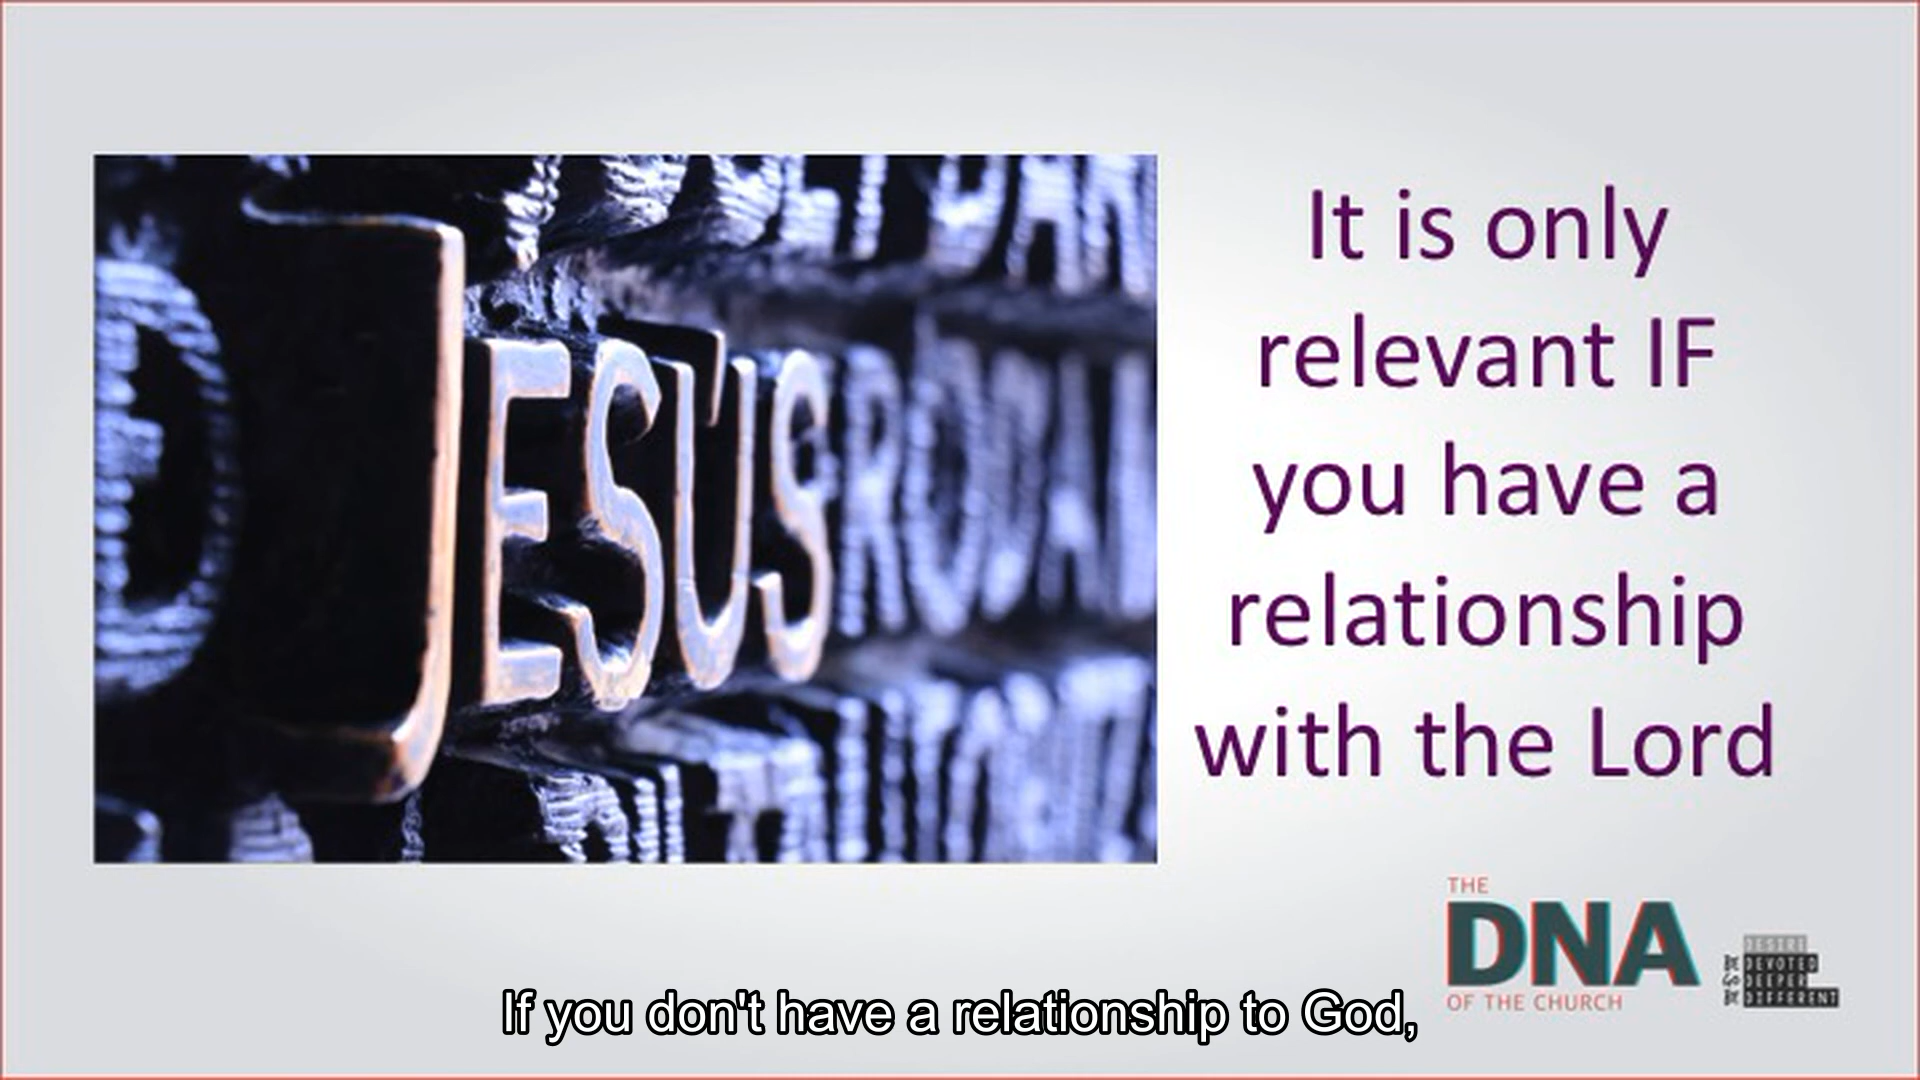 JESUS
It is only
relevant IF
you have a
relationship
with the Lord
THE
DNA
OF THE CHURCH
DESIRE
DEVOTED
DEEPER
DIFFERENT
If you don't have a relationship to God,